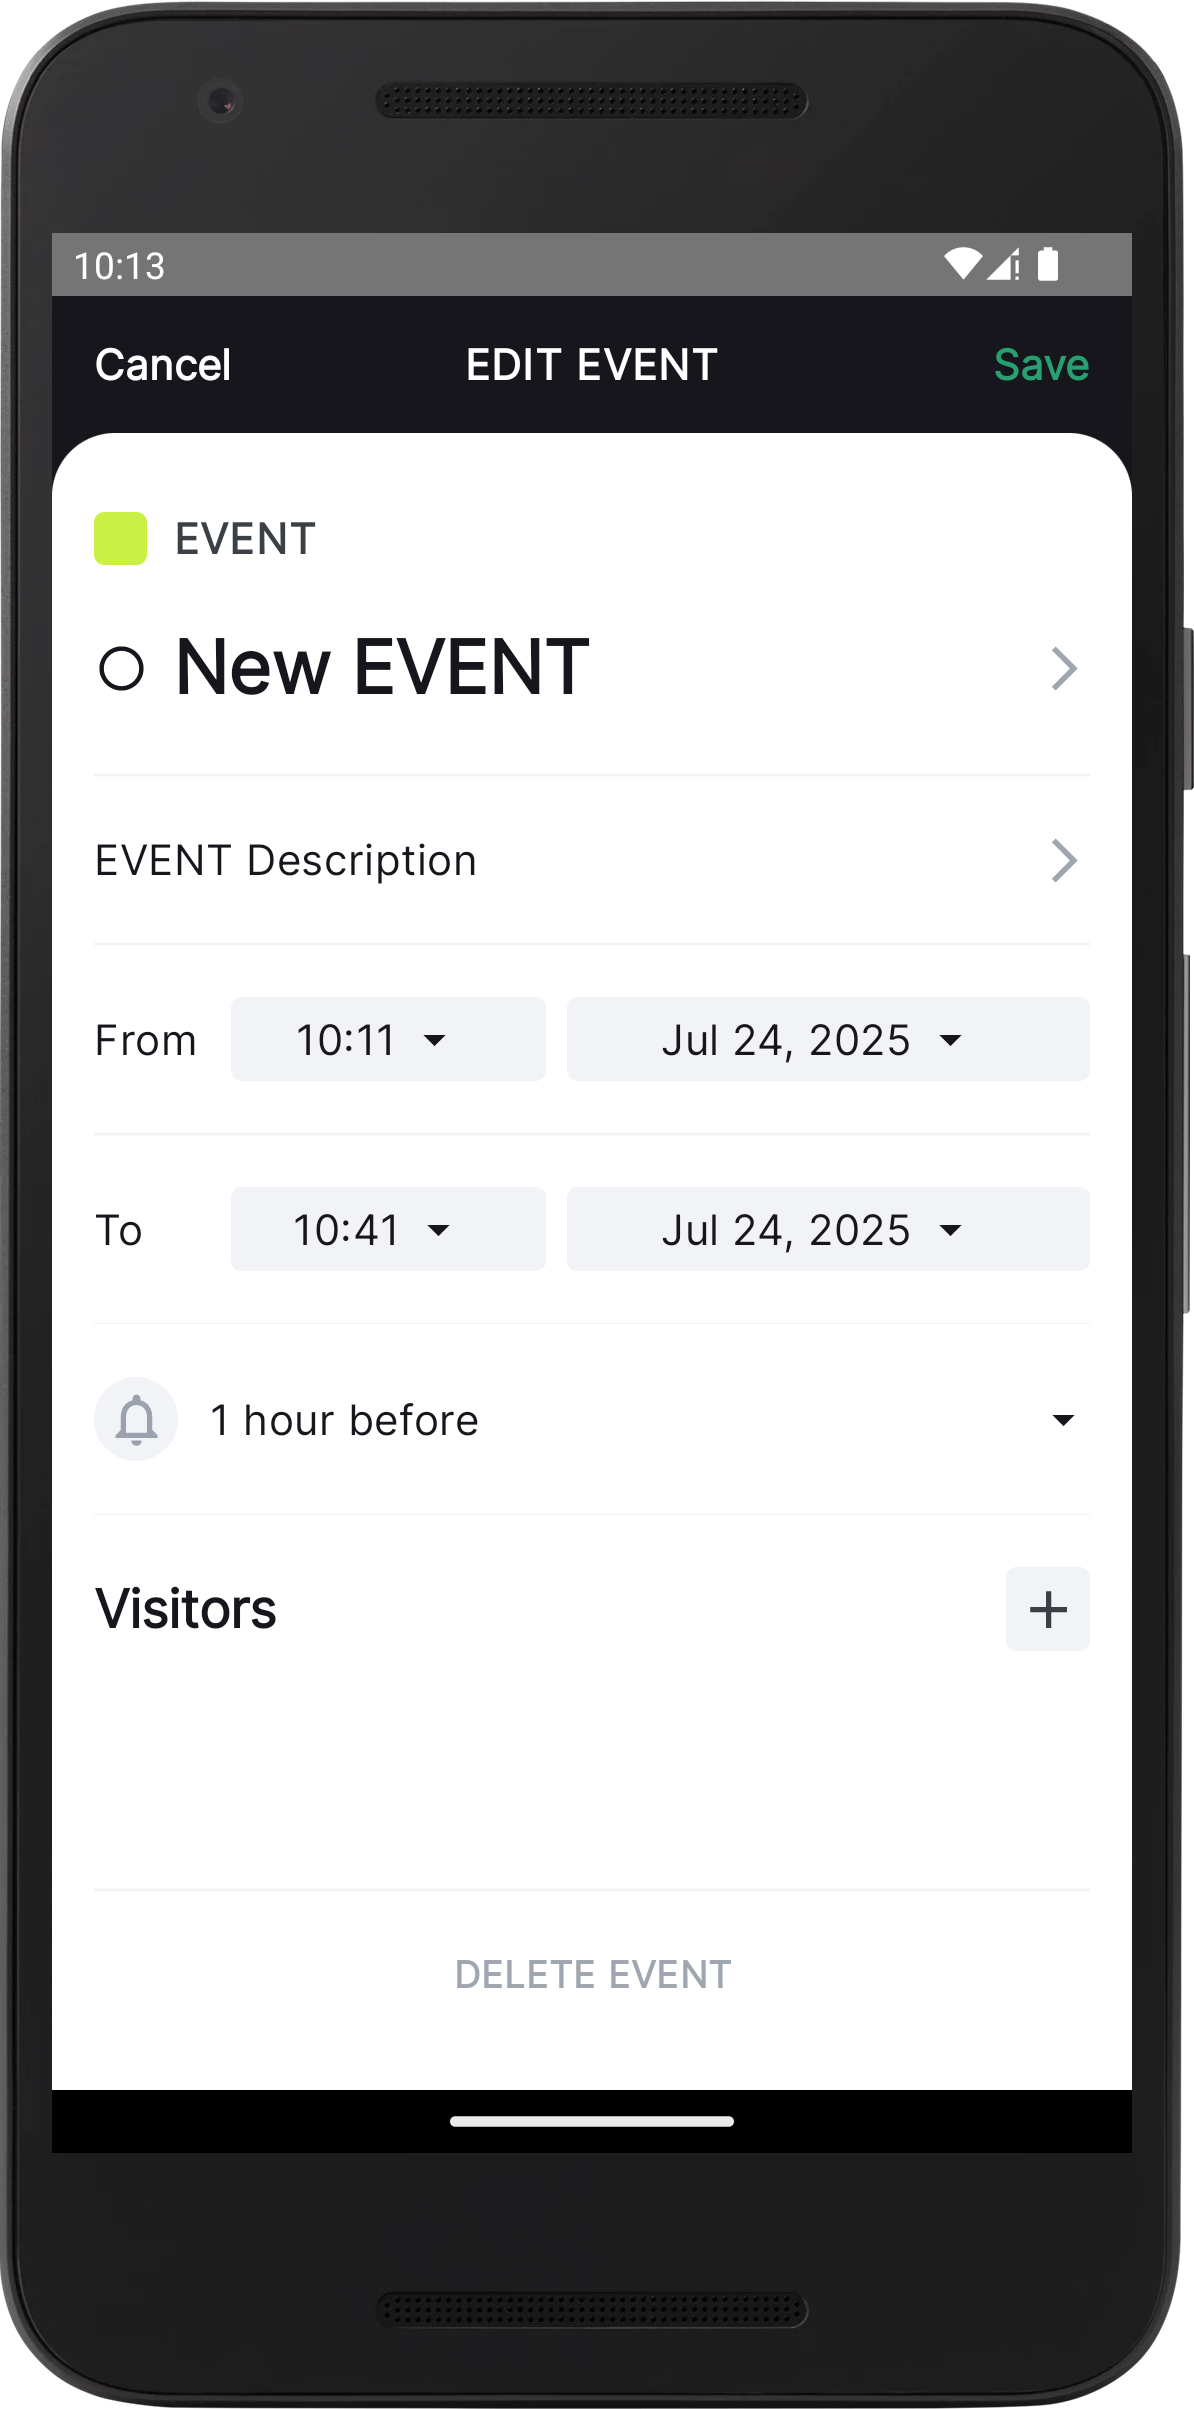 10:13
Cancel EDIT EVENT Save
EVENT
New EVENT
EVENT Description
From 10:11 Jul 24, 2025
To 10:41 Jul 24, 2025
1 hour before
Visitors
DELETE EVENT